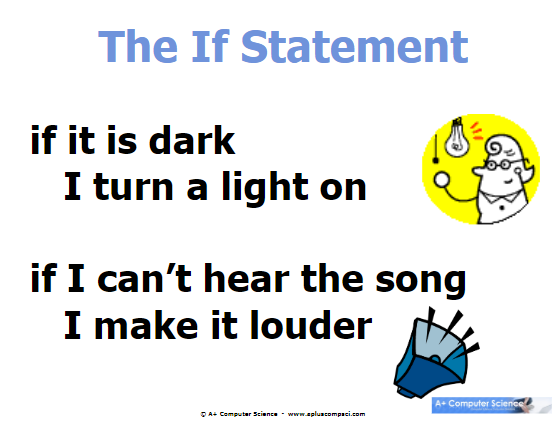 The If Statement
if it is dark
I turn a light on
if I can’t hear the song
I make it louder
A+ Computer Science
© A+ Computer Science - www.apluscompsci.com